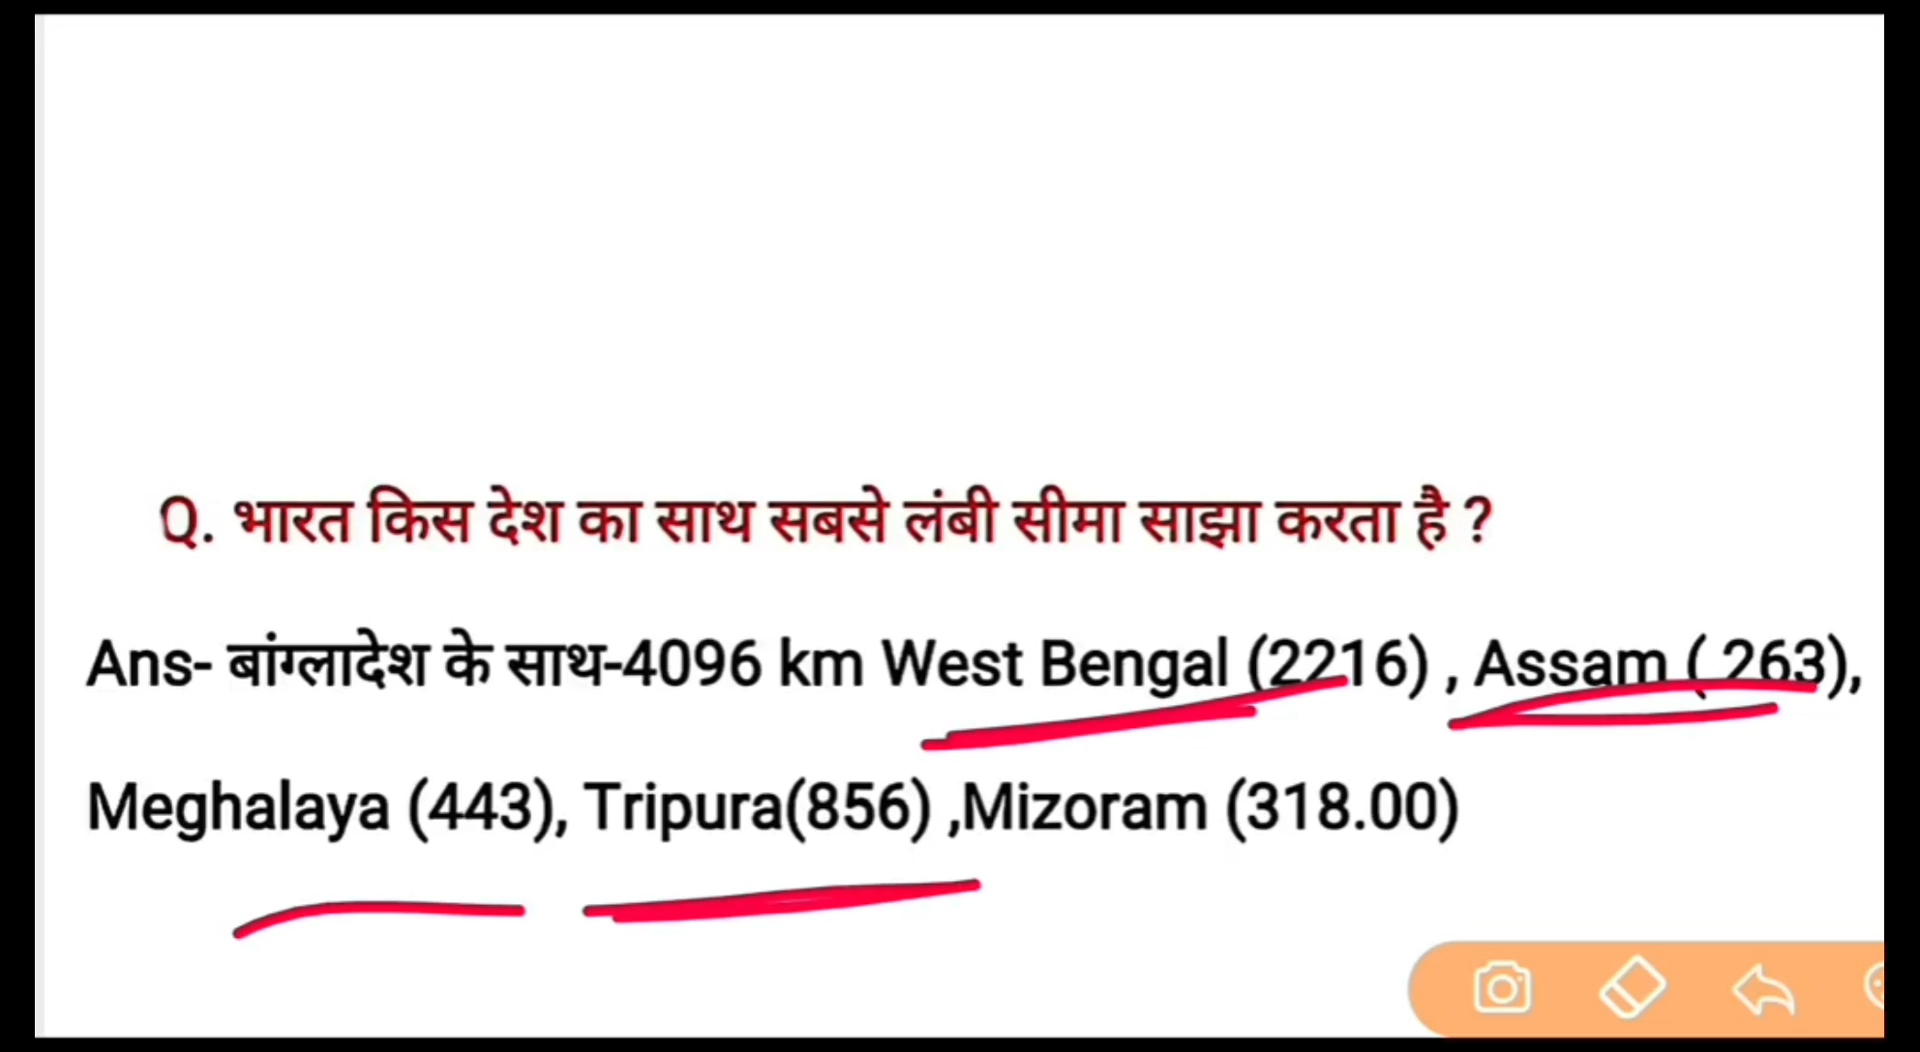 Q. भारत किस देश का साथ सबसे लंबी सीमा साझा करता है ?
Ans- बांग्लादेश के साथ-4096 km West Bengal (2216) , Assam ( 263),
Meghalaya (443), Tripura(856) ,Mizoram (318.00)